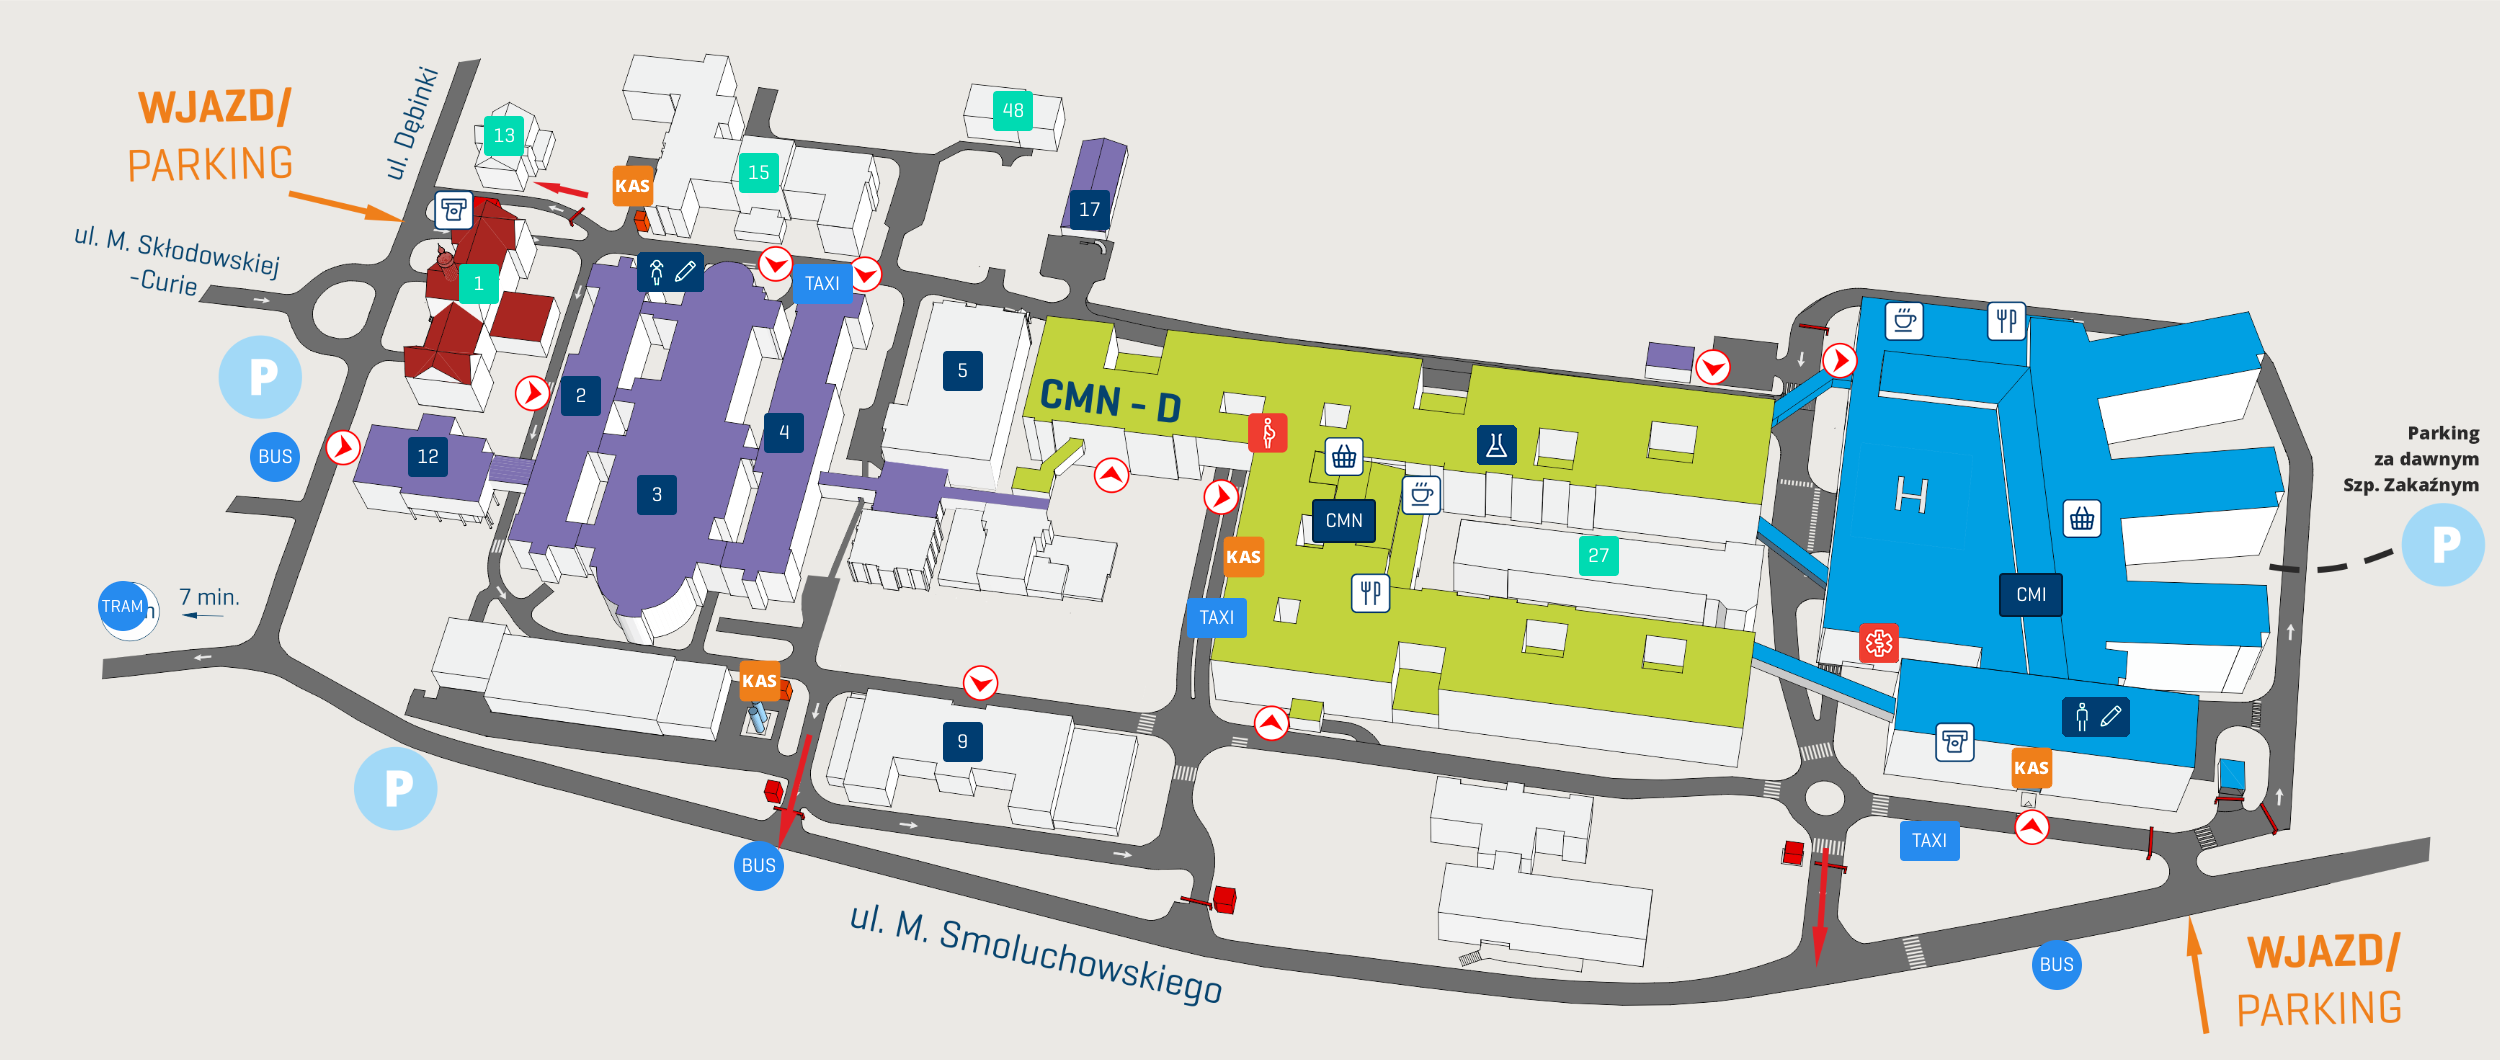 WJAZD/
PARKING
ul. Dębinki
ul. M. Skłodowskiej
-Curie
13
48
15
KAS
17
1
TAXI
P
BUS
2
12
3
4
5
CMN - D
CMN
KAS
TAXI
27
H
CMI
Parking
za dawnym
Szp. Zakaźnym
P
TRAM
7 min.
KAS
9
P
BUS
KAS
TAXI
ul. M. Smoluchowskiego
BUS
WJAZD/
PARKING